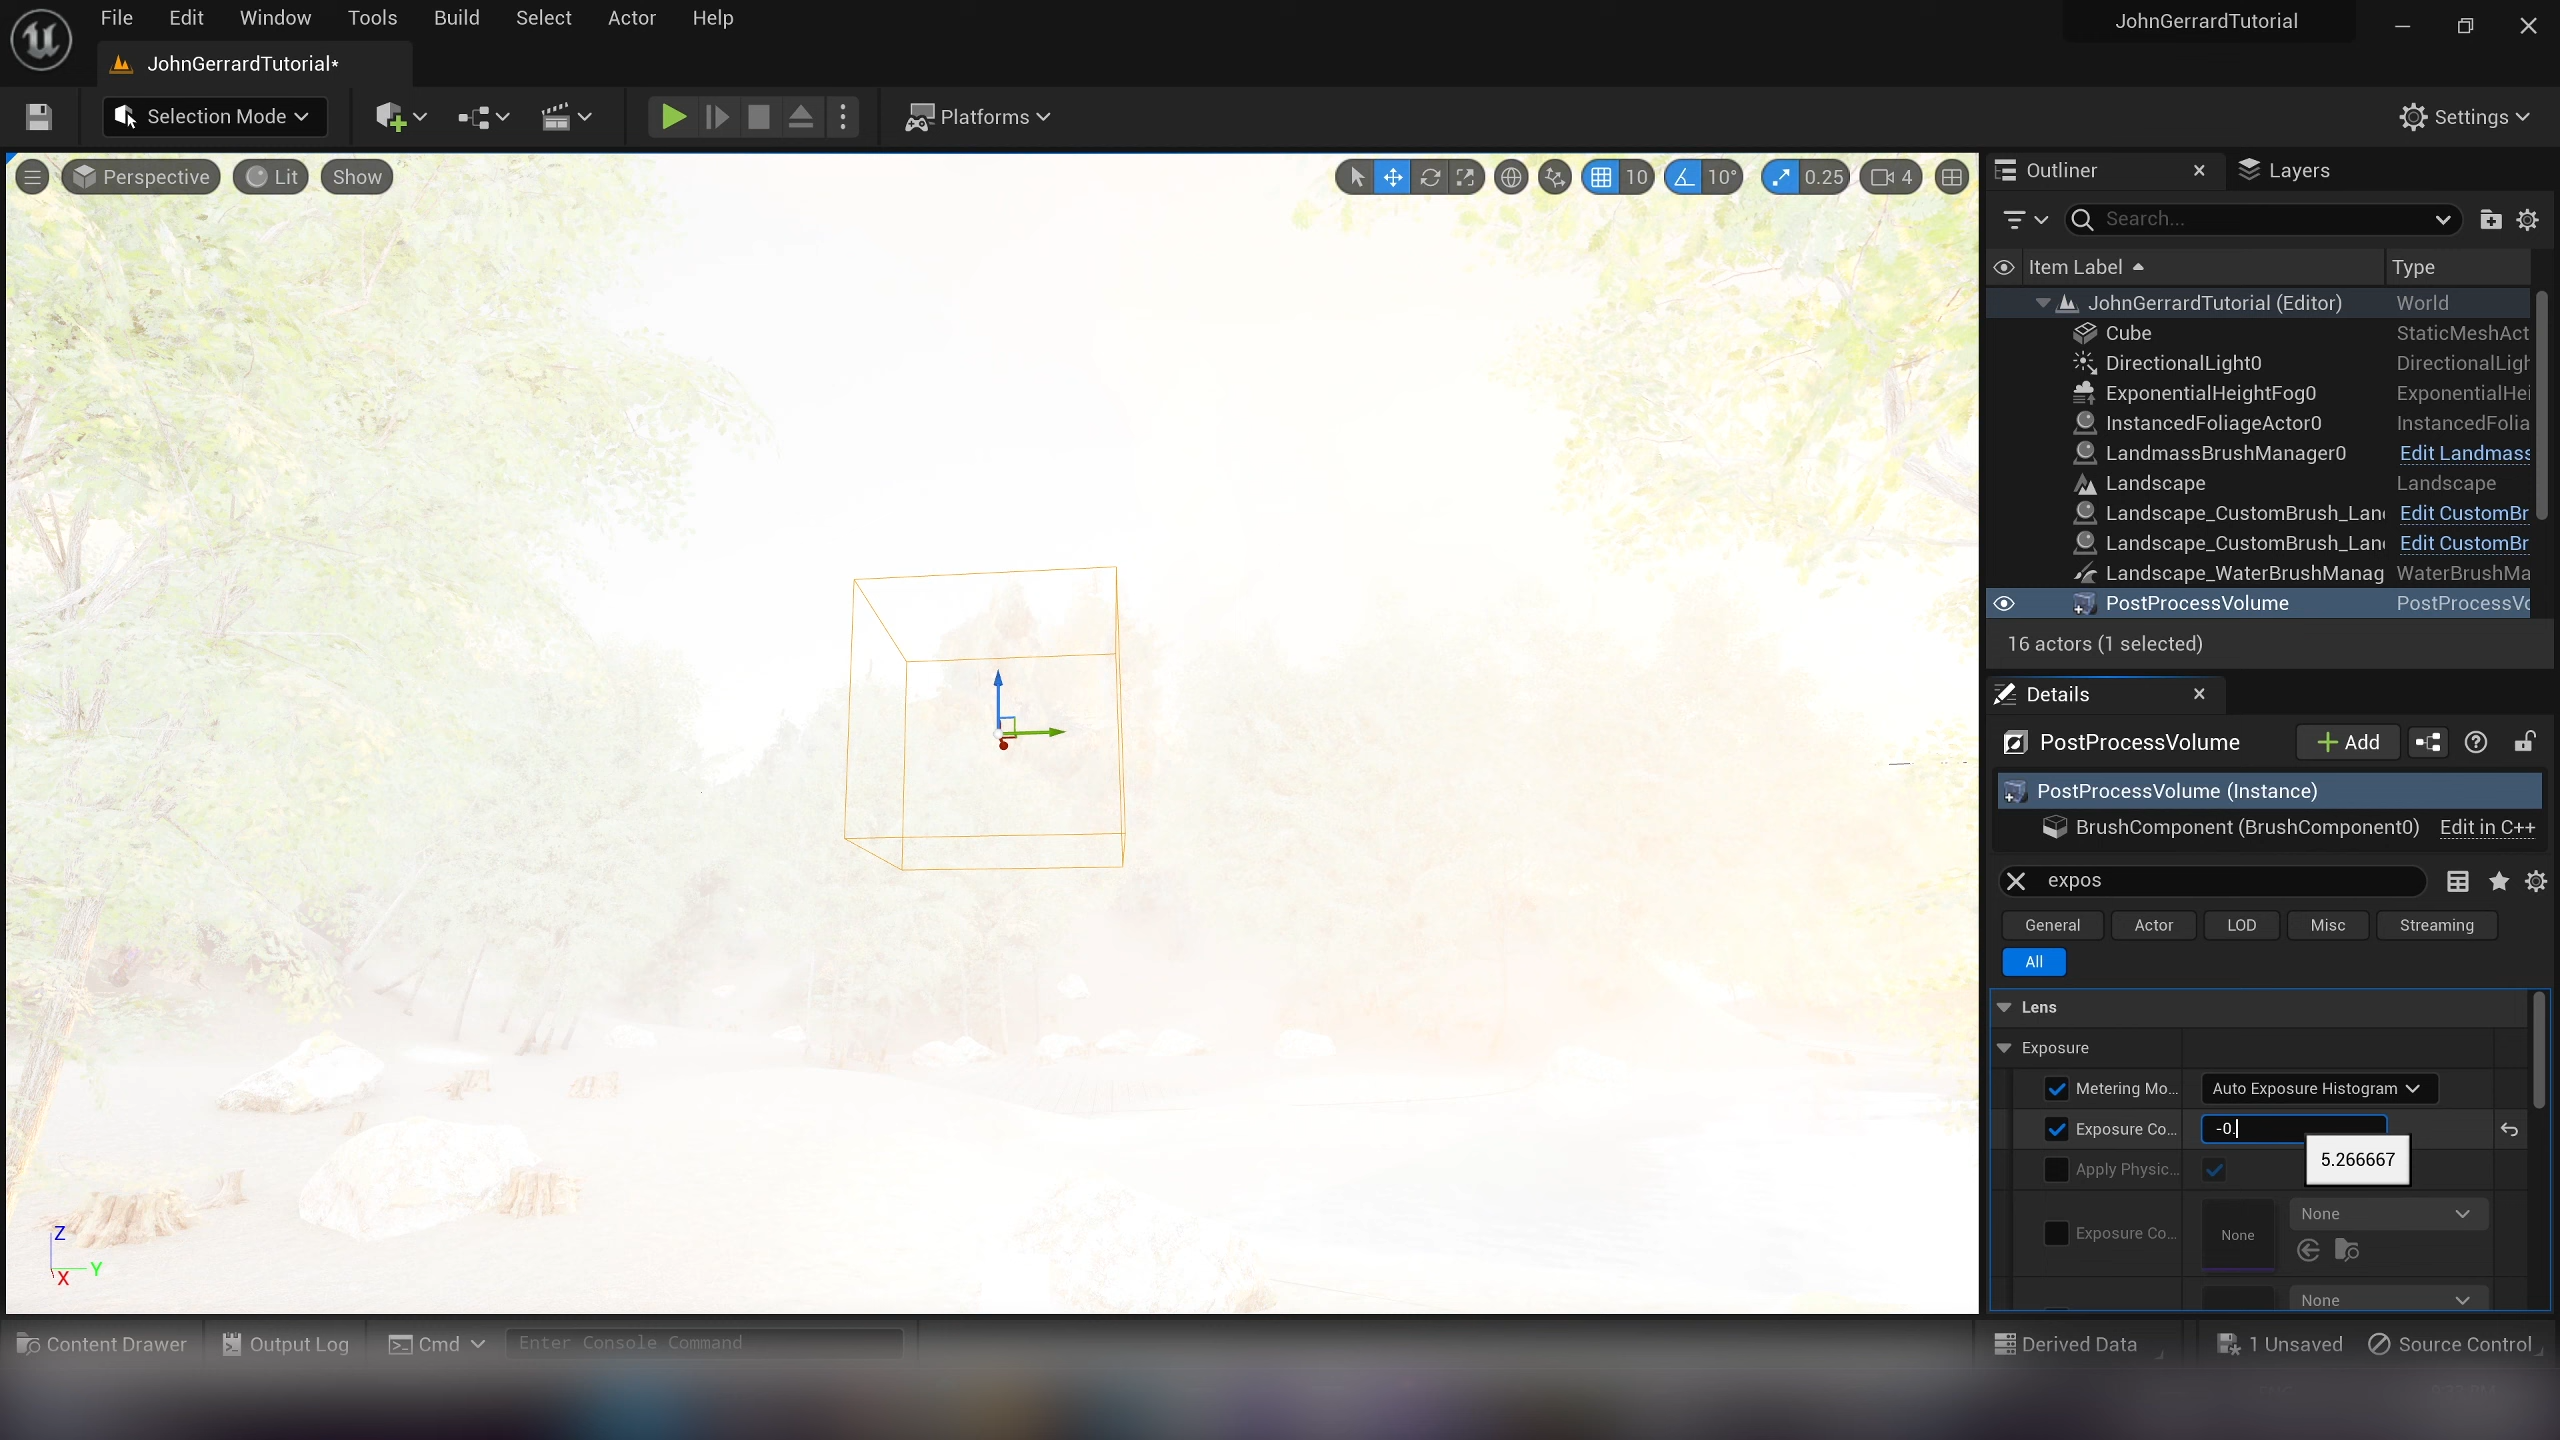 File Edit Window Tools Build Select Actor Help
JohnGerrardTutorial
JohnGerrardTutorial*
Selection Mode
Platforms
Settings
Perspective Lit Show
10 10° 0.25 4
Outliner
Layers
Search...
Item Label Type
JohnGerrardTutorial (Editor) World
Cube StaticMeshAct
DirectionalLight0 DirectionalLigh
ExponentialHeightFog0 ExponentialHei
InstancedFoliageActor0 InstancedFolia
LandmassBrushManager0 Edit Landmass
Landscape Landscape
Landscape_CustomBrush_Lan Edit CustomBr
Landscape_CustomBrush_Lan Edit CustomBr
Landscape_WaterBrushManag WaterBrushMa
PostProcessVolume PostProcessVo
16 actors (1 selected)
Details
PostProcessVolume
Add
PostProcessVolume (Instance)
BrushComponent (BrushComponent0) Edit in C++
expos
General Actor LOD Misc Streaming
All
Lens
Exposure
Metering Mo... Auto Exposure Histogram
Exposure Co... -0.
5.266667
Apply Physic...
Exposure Co... None None
None
Z
Y
X
Content Drawer Output Log Cmd Enter Console Command
Derived Data 1 Unsaved Source Control